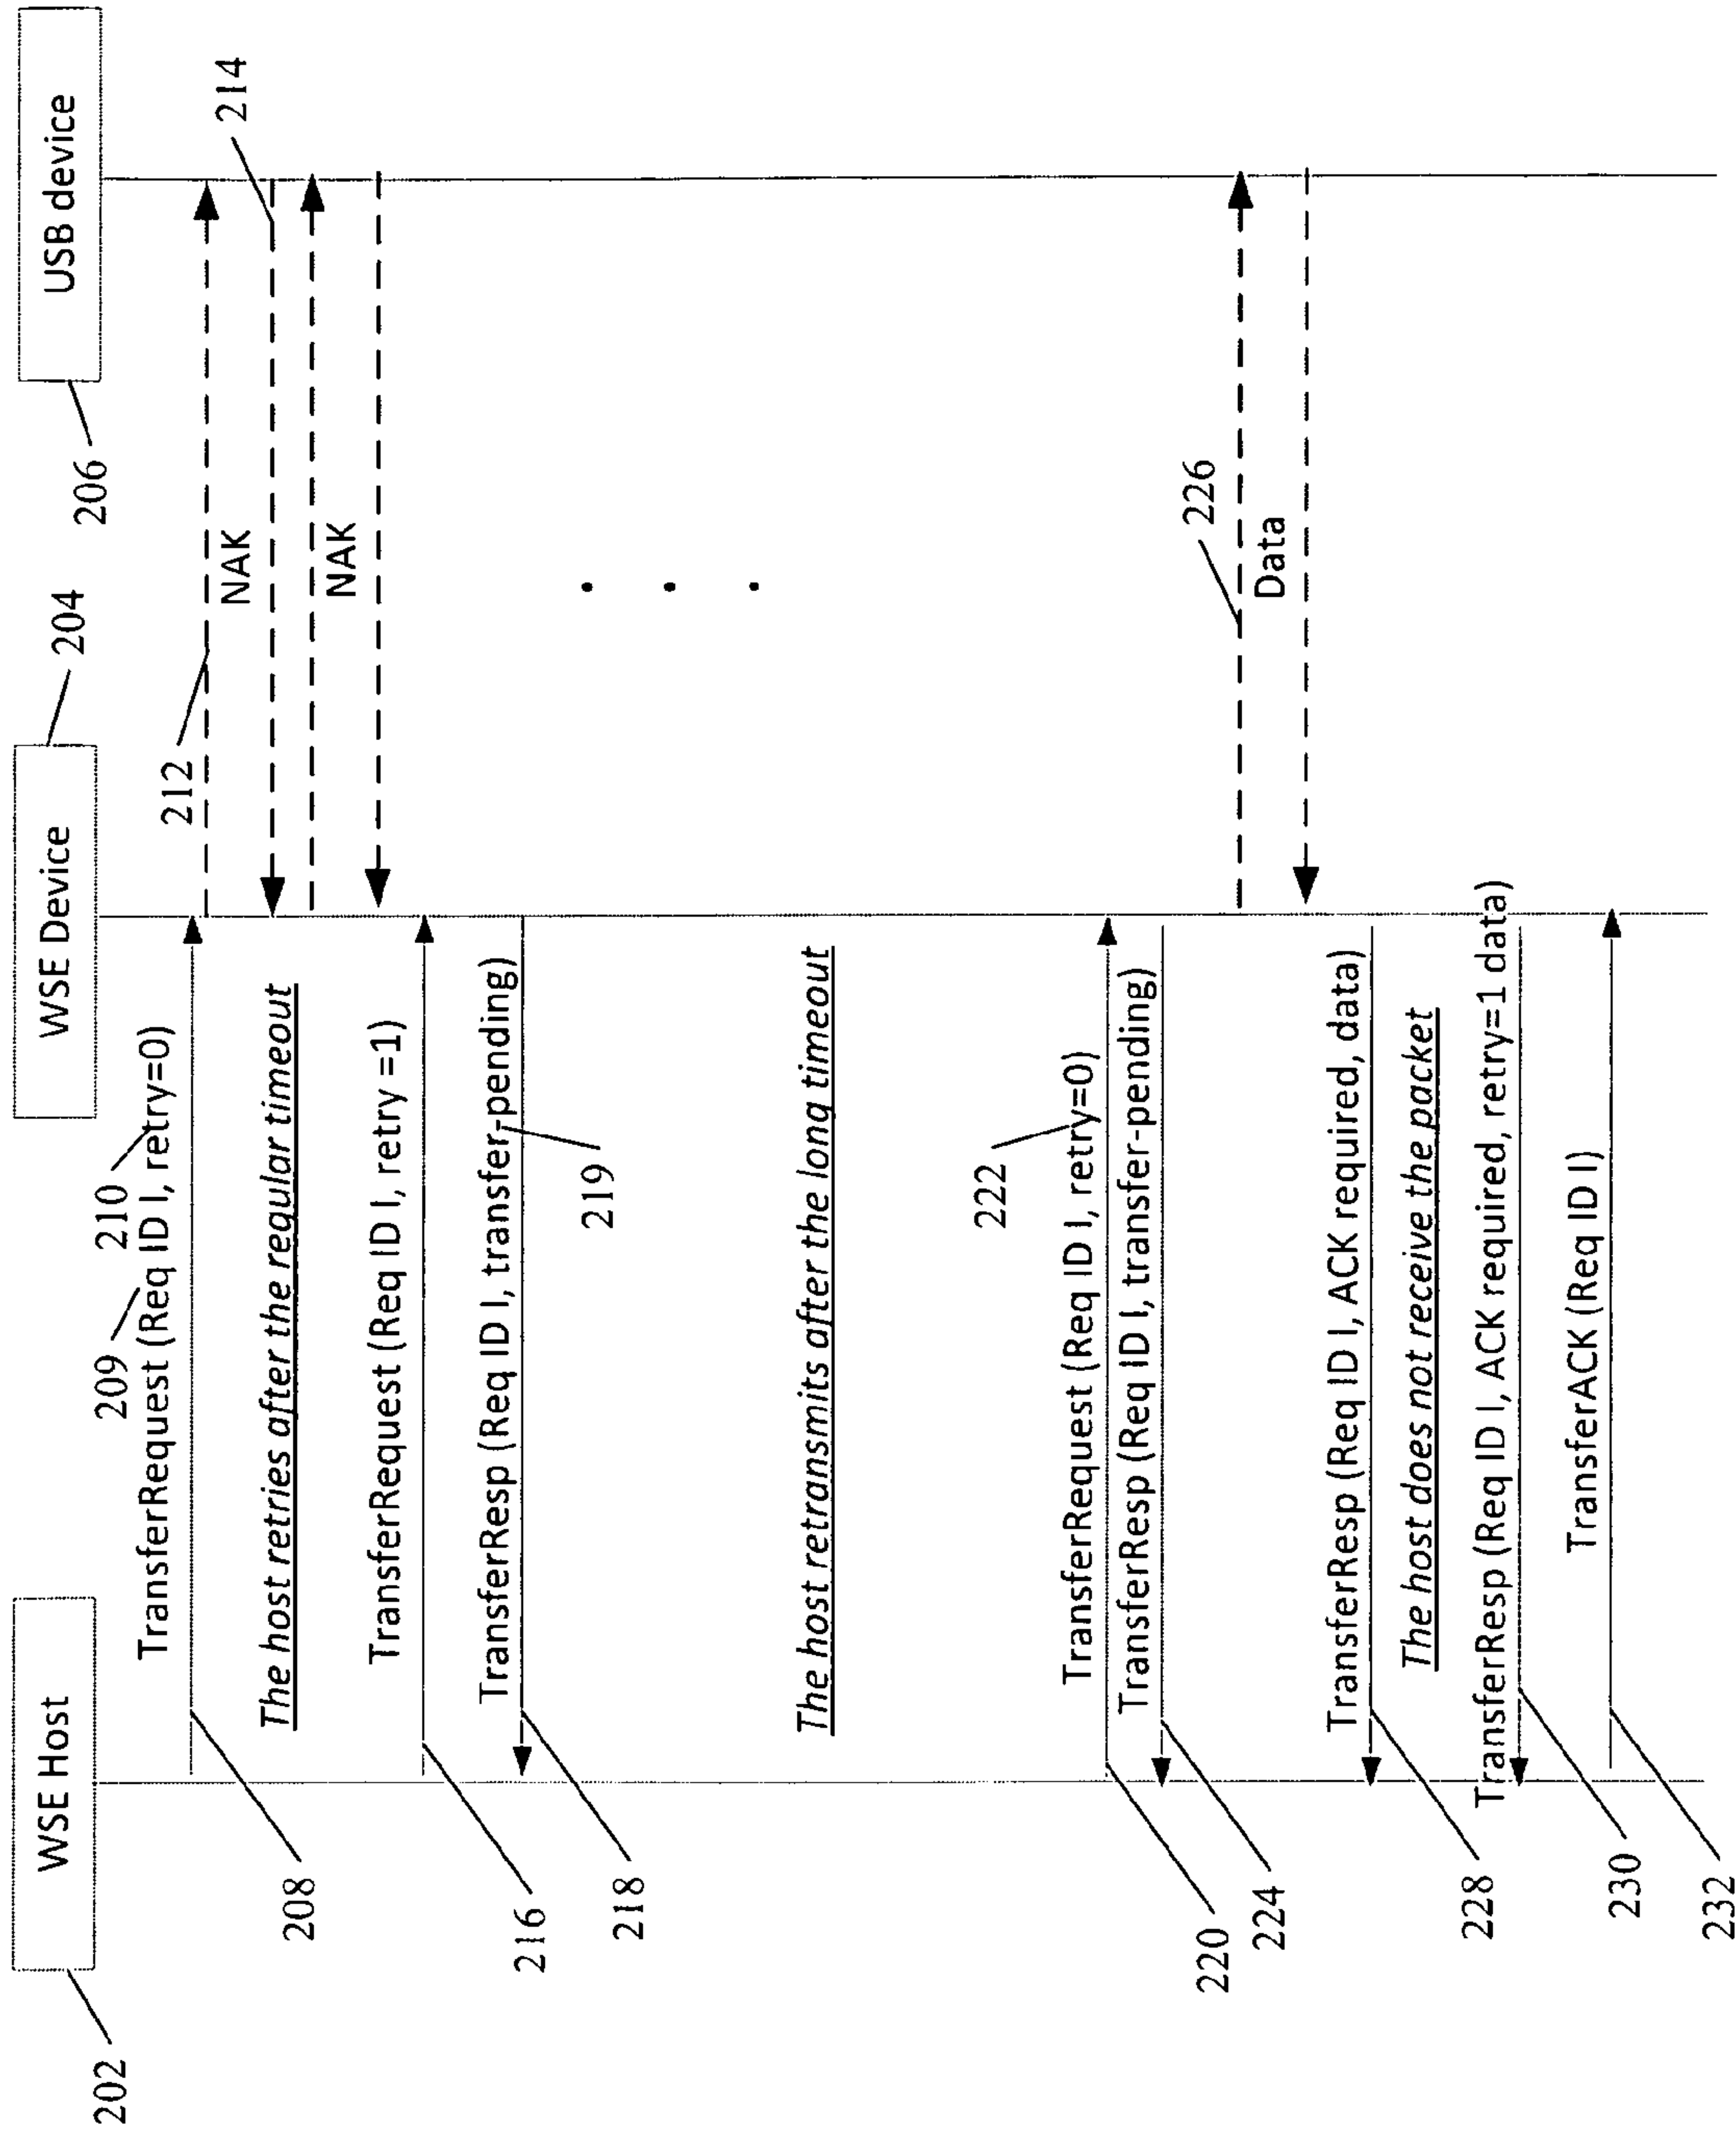 202
WSE Host
WSE Device
204
USB device
206
209
210
TransferRequest (Req ID I, retry=0)
208
212
NAK
214
The host retries after the regular timeout
NAK
TransferRequest (Req ID I, retry =1)
216
TransferResp (Req ID I, transfer-pending)
218
219
. . .
The host retransmits after the long timeout
222
TransferRequest (Req ID I, retry=0)
220
TransferResp (Req ID I, transfer-pending)
224
226
Data
TransferResp (Req ID I, ACK required, data)
228
The host does not receive the packet
TransferResp (Req ID I, ACK required, retry=1 data)
230
TransferACK (Req ID I)
232